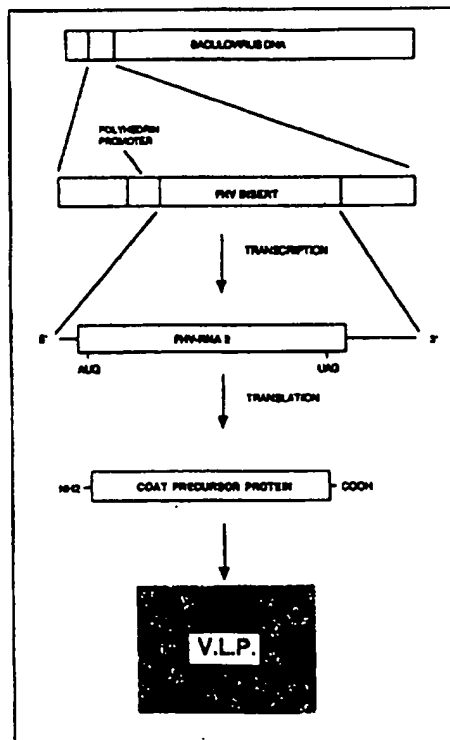 BACULOVIRUS DNA
POLYHEDRIN
PROMOTER
FHV INSERT
TRANSCRIPTION
5' FHV-RNA 2 3'
AUG UAG
TRANSLATION
NH2 COAT PRECURSOR PROTEIN COOH
V.L.P.